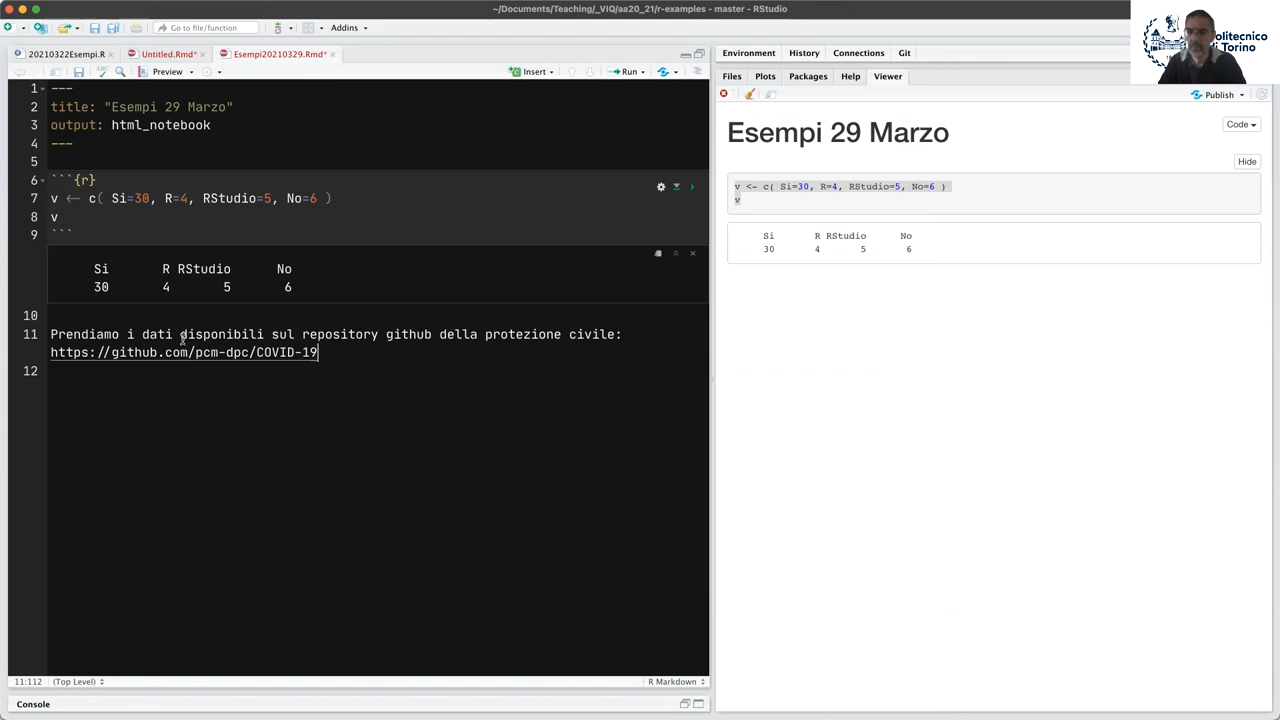 ~/Documents/Teaching/_VIQ/aa20_21/r-examples - master - RStudio
Go to file/function
Addins
20210322Esempi.R
Untitled.Rmd*
Esempi20210329.Rmd*
Preview
Insert
Run
1 ---
2 title: "Esempi 29 Marzo"
3 output: html_notebook
4 ---
5
6 ```{r}
7 v <- c( Si=30, R=4, RStudio=5, No=6 )
8 v
9 ```
Si R RStudio No
30 4 5 6
10
11 Prendiamo i dati disponibili sul repository github della protezione civile:
https://github.com/pcm-dpc/COVID-19
12
11:112 (Top Level) R Markdown
Console
Environment History Connections Git
Files Plots Packages Help Viewer
Publish
Esempi 29 Marzo
Code
Hide
v <- c( Si=30, R=4, RStudio=5, No=6 )
v
Si R RStudio No
30 4 5 6